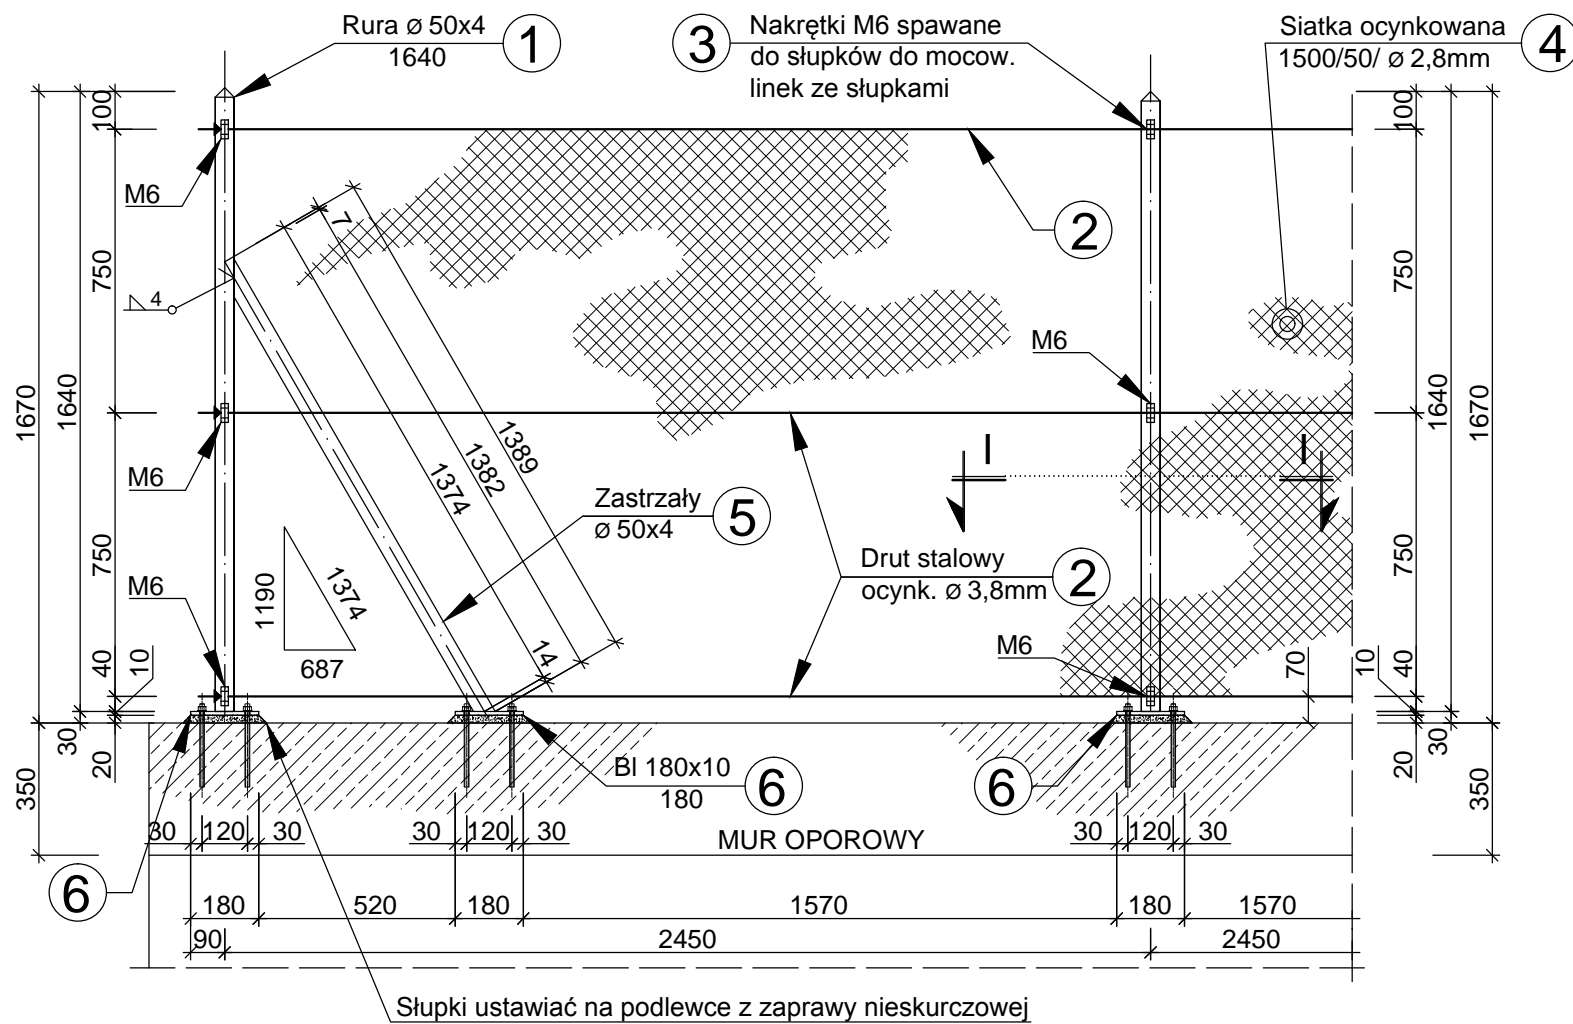 Rura ø 50x4
1640
1
3
Nakrętki M6 spawane
do słupków do mocow.
linek ze słupkami
Siatka ocynkowana
1500/50/ ø 2,8mm
4
100
100
M6
7
2
750
750
4
M6
1670
1640
1640
1670
1389
1382
1374
I
I
M6
Zastrzały
ø 50x4
5
750
750
1190
1374
687
Drut stalowy
ocynk. ø 3,8mm
2
M6
M6
14
40
10
70
10
40
30
20
20
30
350
350
Bl 180x10
180
6
6
30
120
30
30
120
30
MUR OPOROWY
30
120
30
6
180
520
180
1570
180
1570
90
2450
2450
Słupki ustawiać na podlewce z zaprawy nieskurczowej